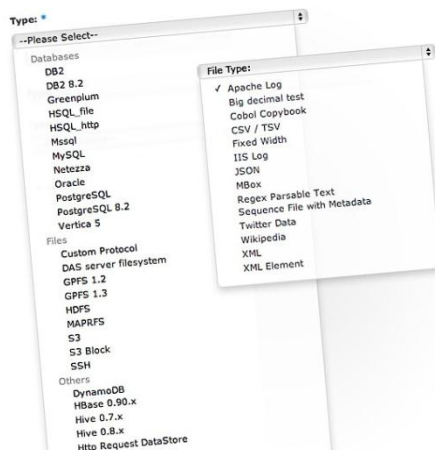 Type: *
--Please Select--
Databases
DB2
DB2 8.2
Greenplum
HSQL_file
HSQL_http
Mssql
MySQL
Netezza
Oracle
PostgreSQL
PostgreSQL 8.2
Vertica 5
Files
Custom Protocol
DAS server filesystem
GPFS 1.2
GPFS 1.3
HDFS
MAPRFS
S3
S3 Block
SSH
Others
DynamoDB
HBase 0.90.x
Hive 0.7.x
Hive 0.8.x
Http Request DataStore
File Type:
✓ Apache Log
Big decimal test
Cobol Copybook
CSV / TSV
Fixed Width
IIS Log
JSON
MBox
Regex Parsable Text
Sequence File with Metadata
Twitter Data
Wikipedia
XML
XML Element